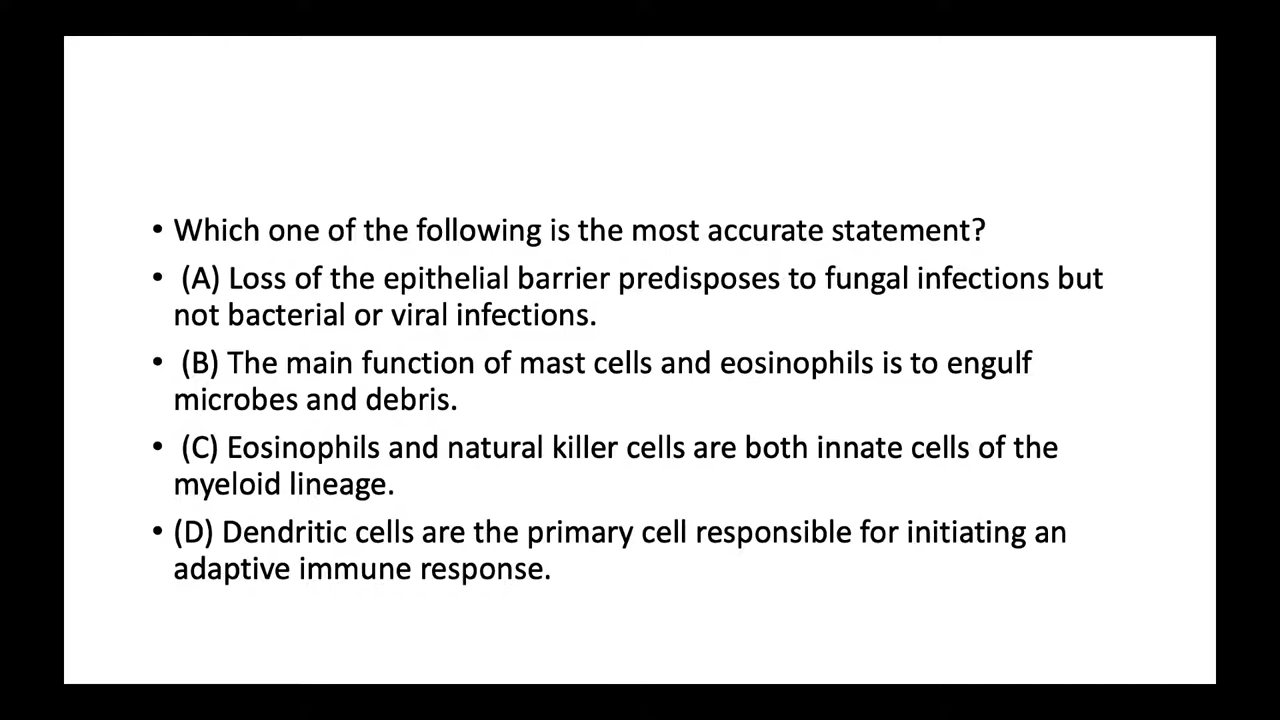 • Which one of the following is the most accurate statement?
• (A) Loss of the epithelial barrier predisposes to fungal infections but
not bacterial or viral infections.
• (B) The main function of mast cells and eosinophils is to engulf
microbes and debris.
• (C) Eosinophils and natural killer cells are both innate cells of the
myeloid lineage.
• (D) Dendritic cells are the primary cell responsible for initiating an
adaptive immune response.